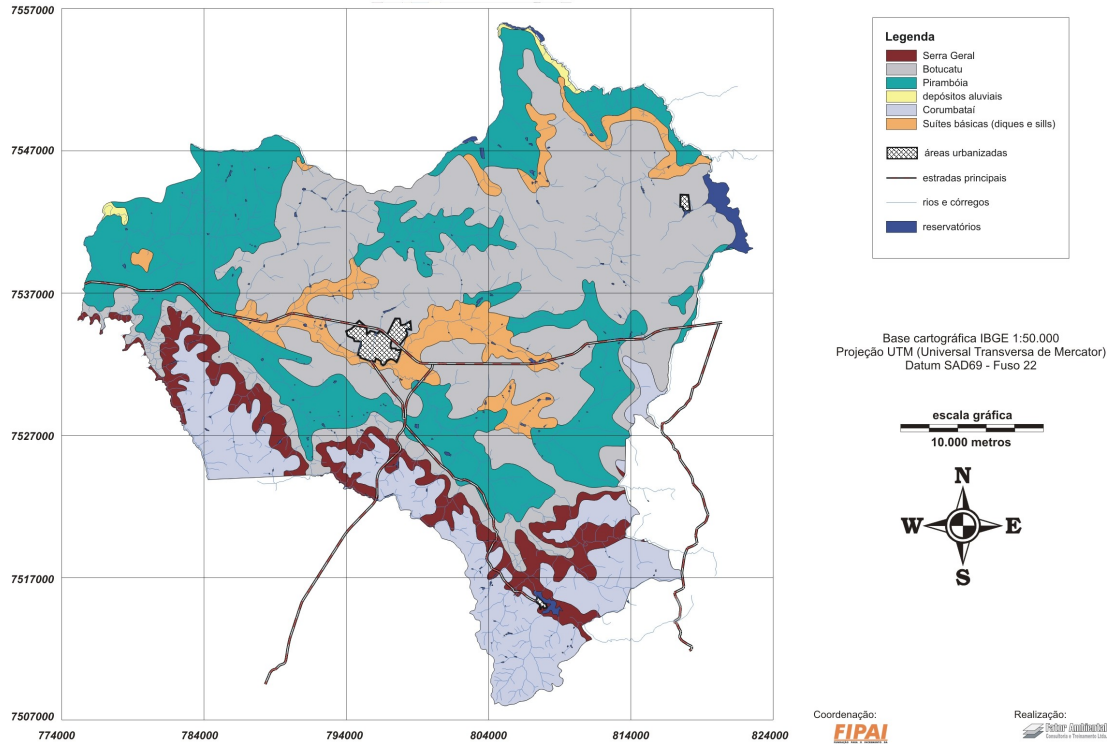 7557000
7547000
7537000
7527000
7517000
7507000
774000
784000
794000
804000
814000
824000
Legenda
Serra Geral
Botucatu
Pirambóia
depósitos aluviais
Corumbataí
Suítes básicas (diques e sills)
áreas urbanizadas
estradas principais
rios e córregos
reservatórios
Base cartográfica IBGE 1:50.000
Projeção UTM (Universal Transversa de Mercator)
Datum SAD69 - Fuso 22
escala gráfica
10.000 metros
N
W E
S
Coordenação:
FIPAI
Realização:
Fator Ambiental
Consultoria e Treinamento Ltda.